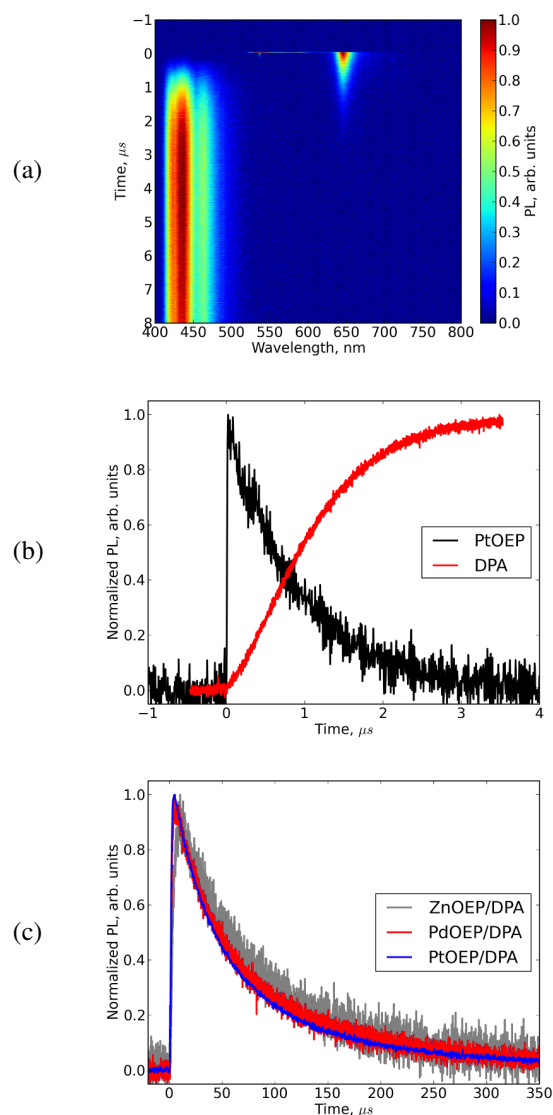 (a)
−1
0
1
2
3
4
5
6
7
8
Time, μs
400 450 500 550 600 650 700 750 800
Wavelength, nm
1.0
0.9
0.8
0.7
0.6
0.5
0.4
0.3
0.2
0.1
0.0
PL, arb. units
(b)
1.0
0.8
0.6
0.4
0.2
0.0
Normalized PL, arb. units
PtOEP
DPA
−1 0 1 2 3 4
Time, μs
(c)
1.0
0.8
0.6
0.4
0.2
0.0
Normalized PL, arb. units
ZnOEP/DPA
PdOEP/DPA
PtOEP/DPA
0 50 100 150 200 250 300 350
Time, μs